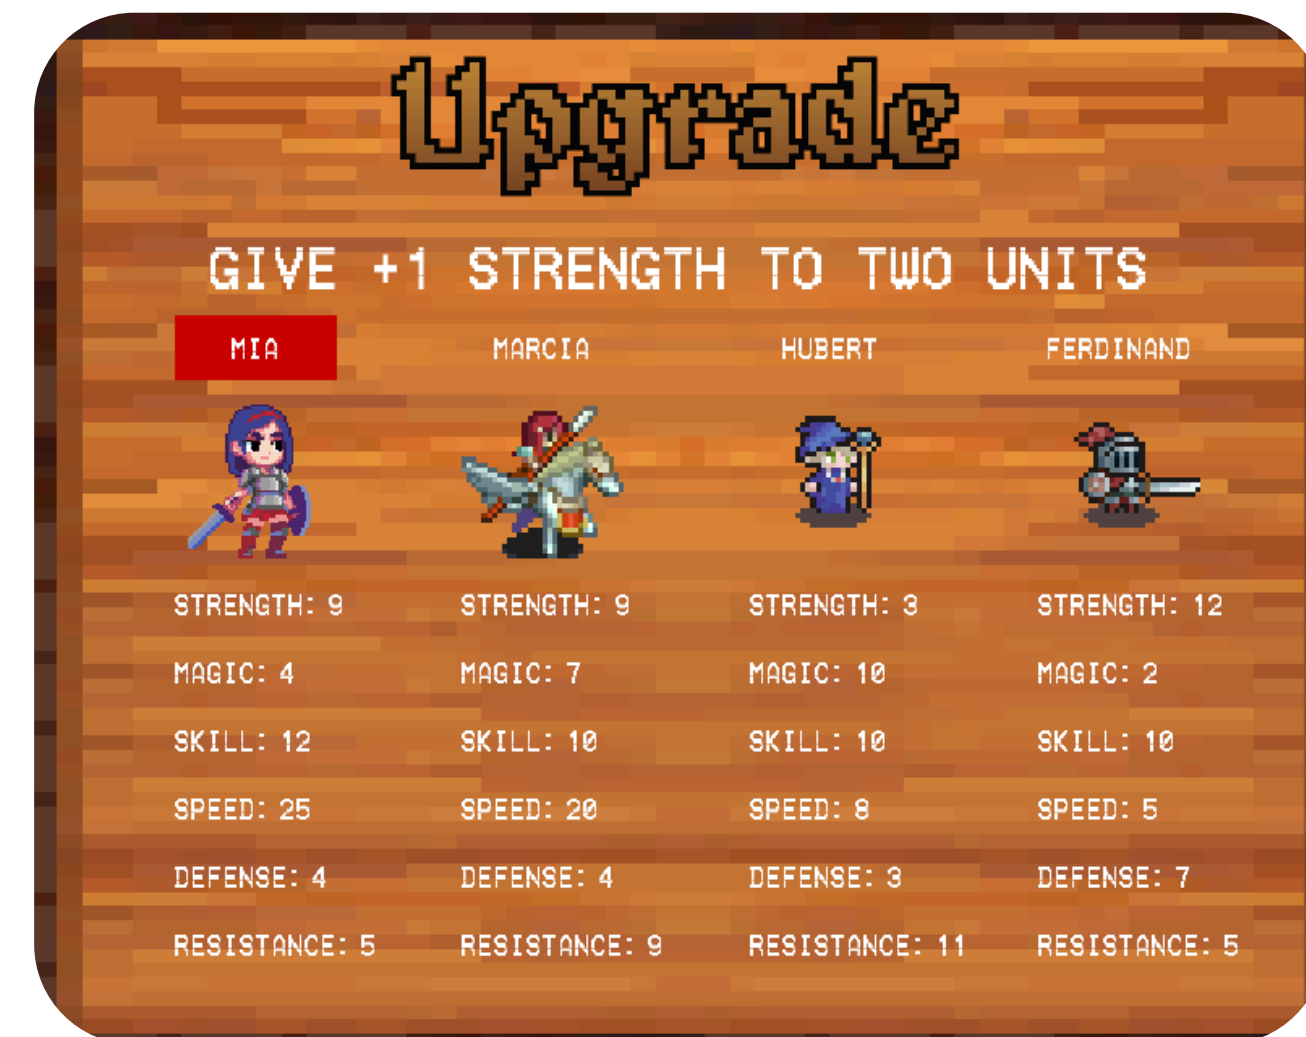 Upgrade
GIVE +1 STRENGTH TO TWO UNITS
MIA MARCIA HUBERT FERDINAND
STRENGTH: 9 STRENGTH: 9 STRENGTH: 3 STRENGTH: 12
MAGIC: 4 MAGIC: 7 MAGIC: 10 MAGIC: 2
SKILL: 12 SKILL: 10 SKILL: 10 SKILL: 10
SPEED: 25 SPEED: 20 SPEED: 8 SPEED: 5
DEFENSE: 4 DEFENSE: 4 DEFENSE: 3 DEFENSE: 7
RESISTANCE: 5 RESISTANCE: 9 RESISTANCE: 11 RESISTANCE: 5